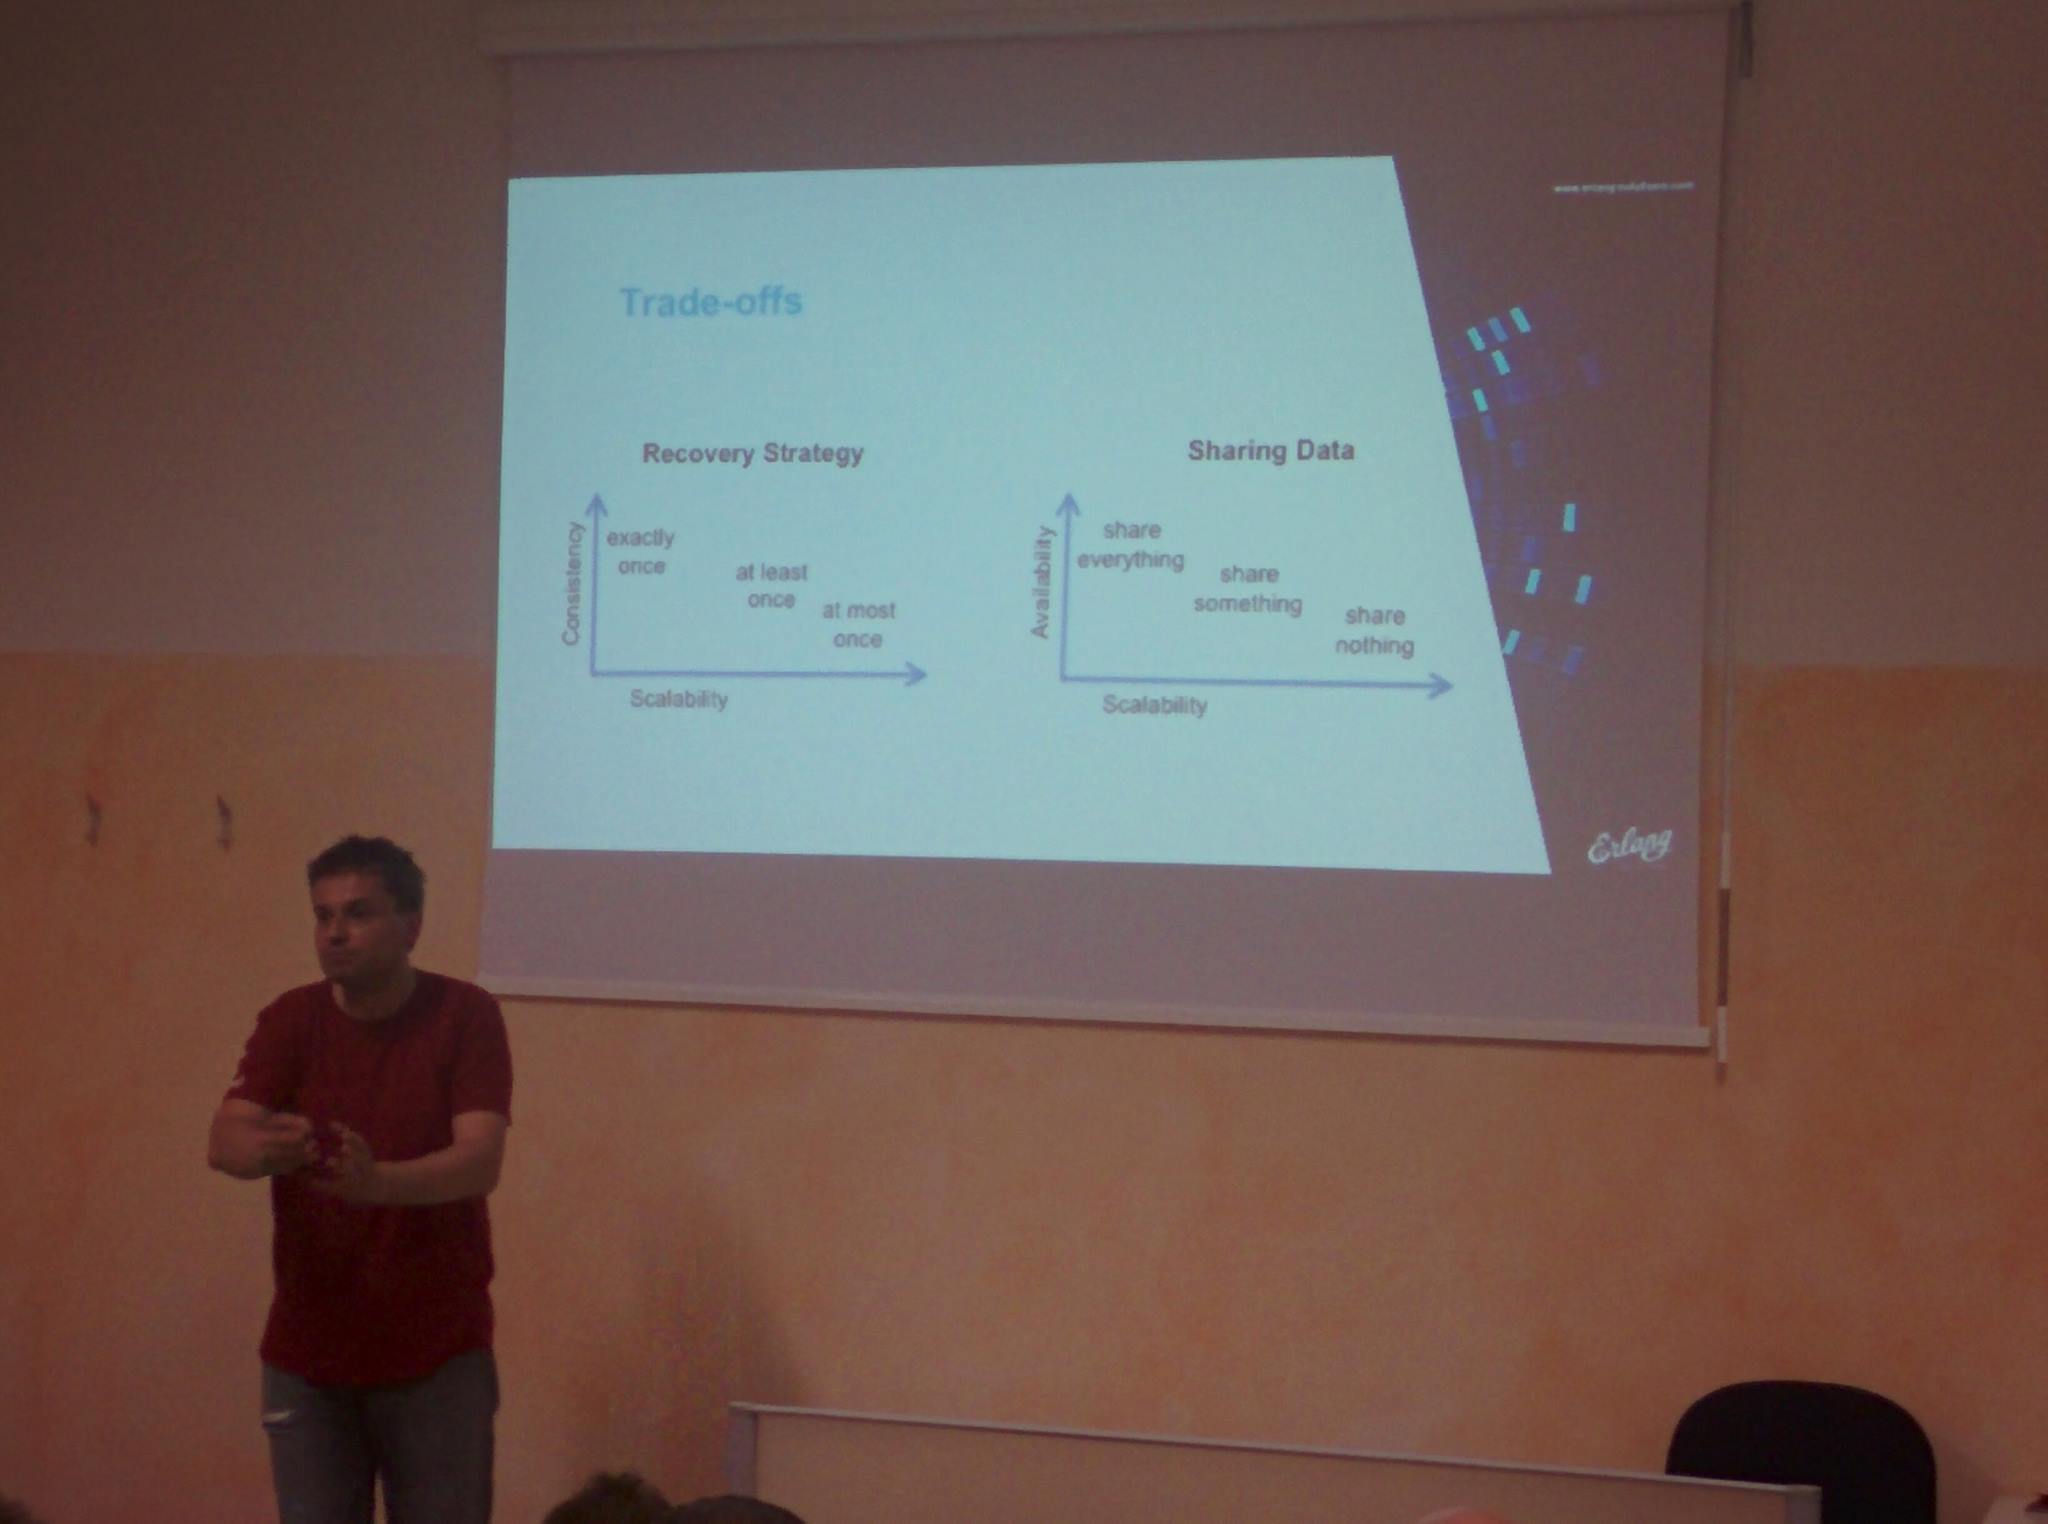 www.erlang-solutions.com
Trade-offs
Recovery Strategy
Consistency
exactly
once
at least
once
at most
once
Scalability
Sharing Data
Availability
share
everything
share
something
share
nothing
Scalability
Erlang